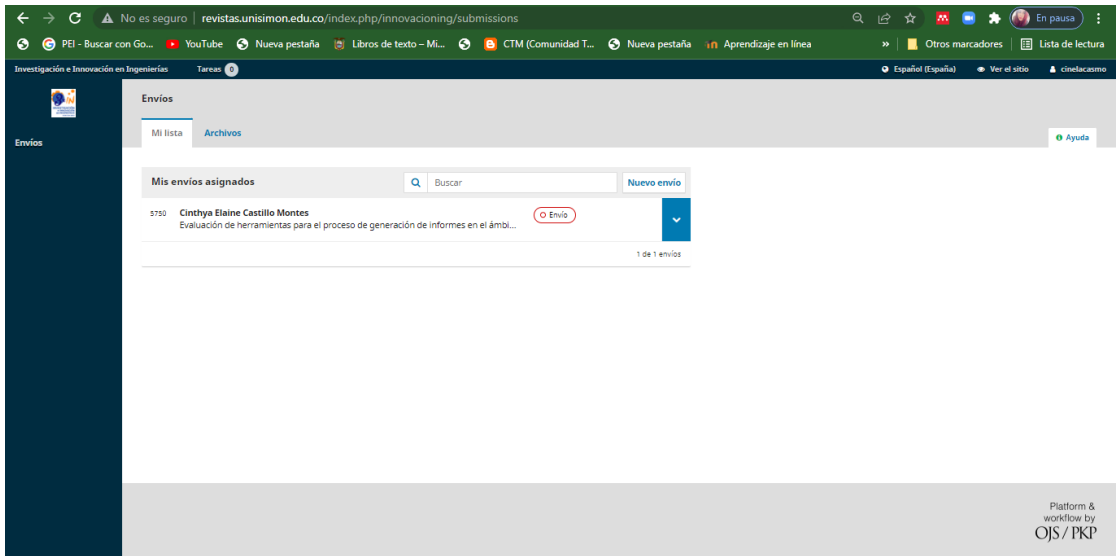 No es seguro | revistas.unisimon.edu.co/index.php/innovacioning/submissions En pausa
PEI - Buscar con Go... YouTube Nueva pestaña Libros de texto – Mi... CTM (Comunidad T... Nueva pestaña Aprendizaje en línea » Otros marcadores Lista de lectura
Investigación e Innovación en Ingenierías Tareas 0 Español (España) Ver el sitio cinelacasmo
Envíos
Mi lista Archivos
Envíos
Ayuda
Mis envíos asignados Buscar Nuevo envío
5750 Cinthya Elaine Castillo Montes Envío
Evaluación de herramientas para el proceso de generación de informes en el ámbi...
1 de 1 envíos
Platform &
workflow by
OJS / PKP